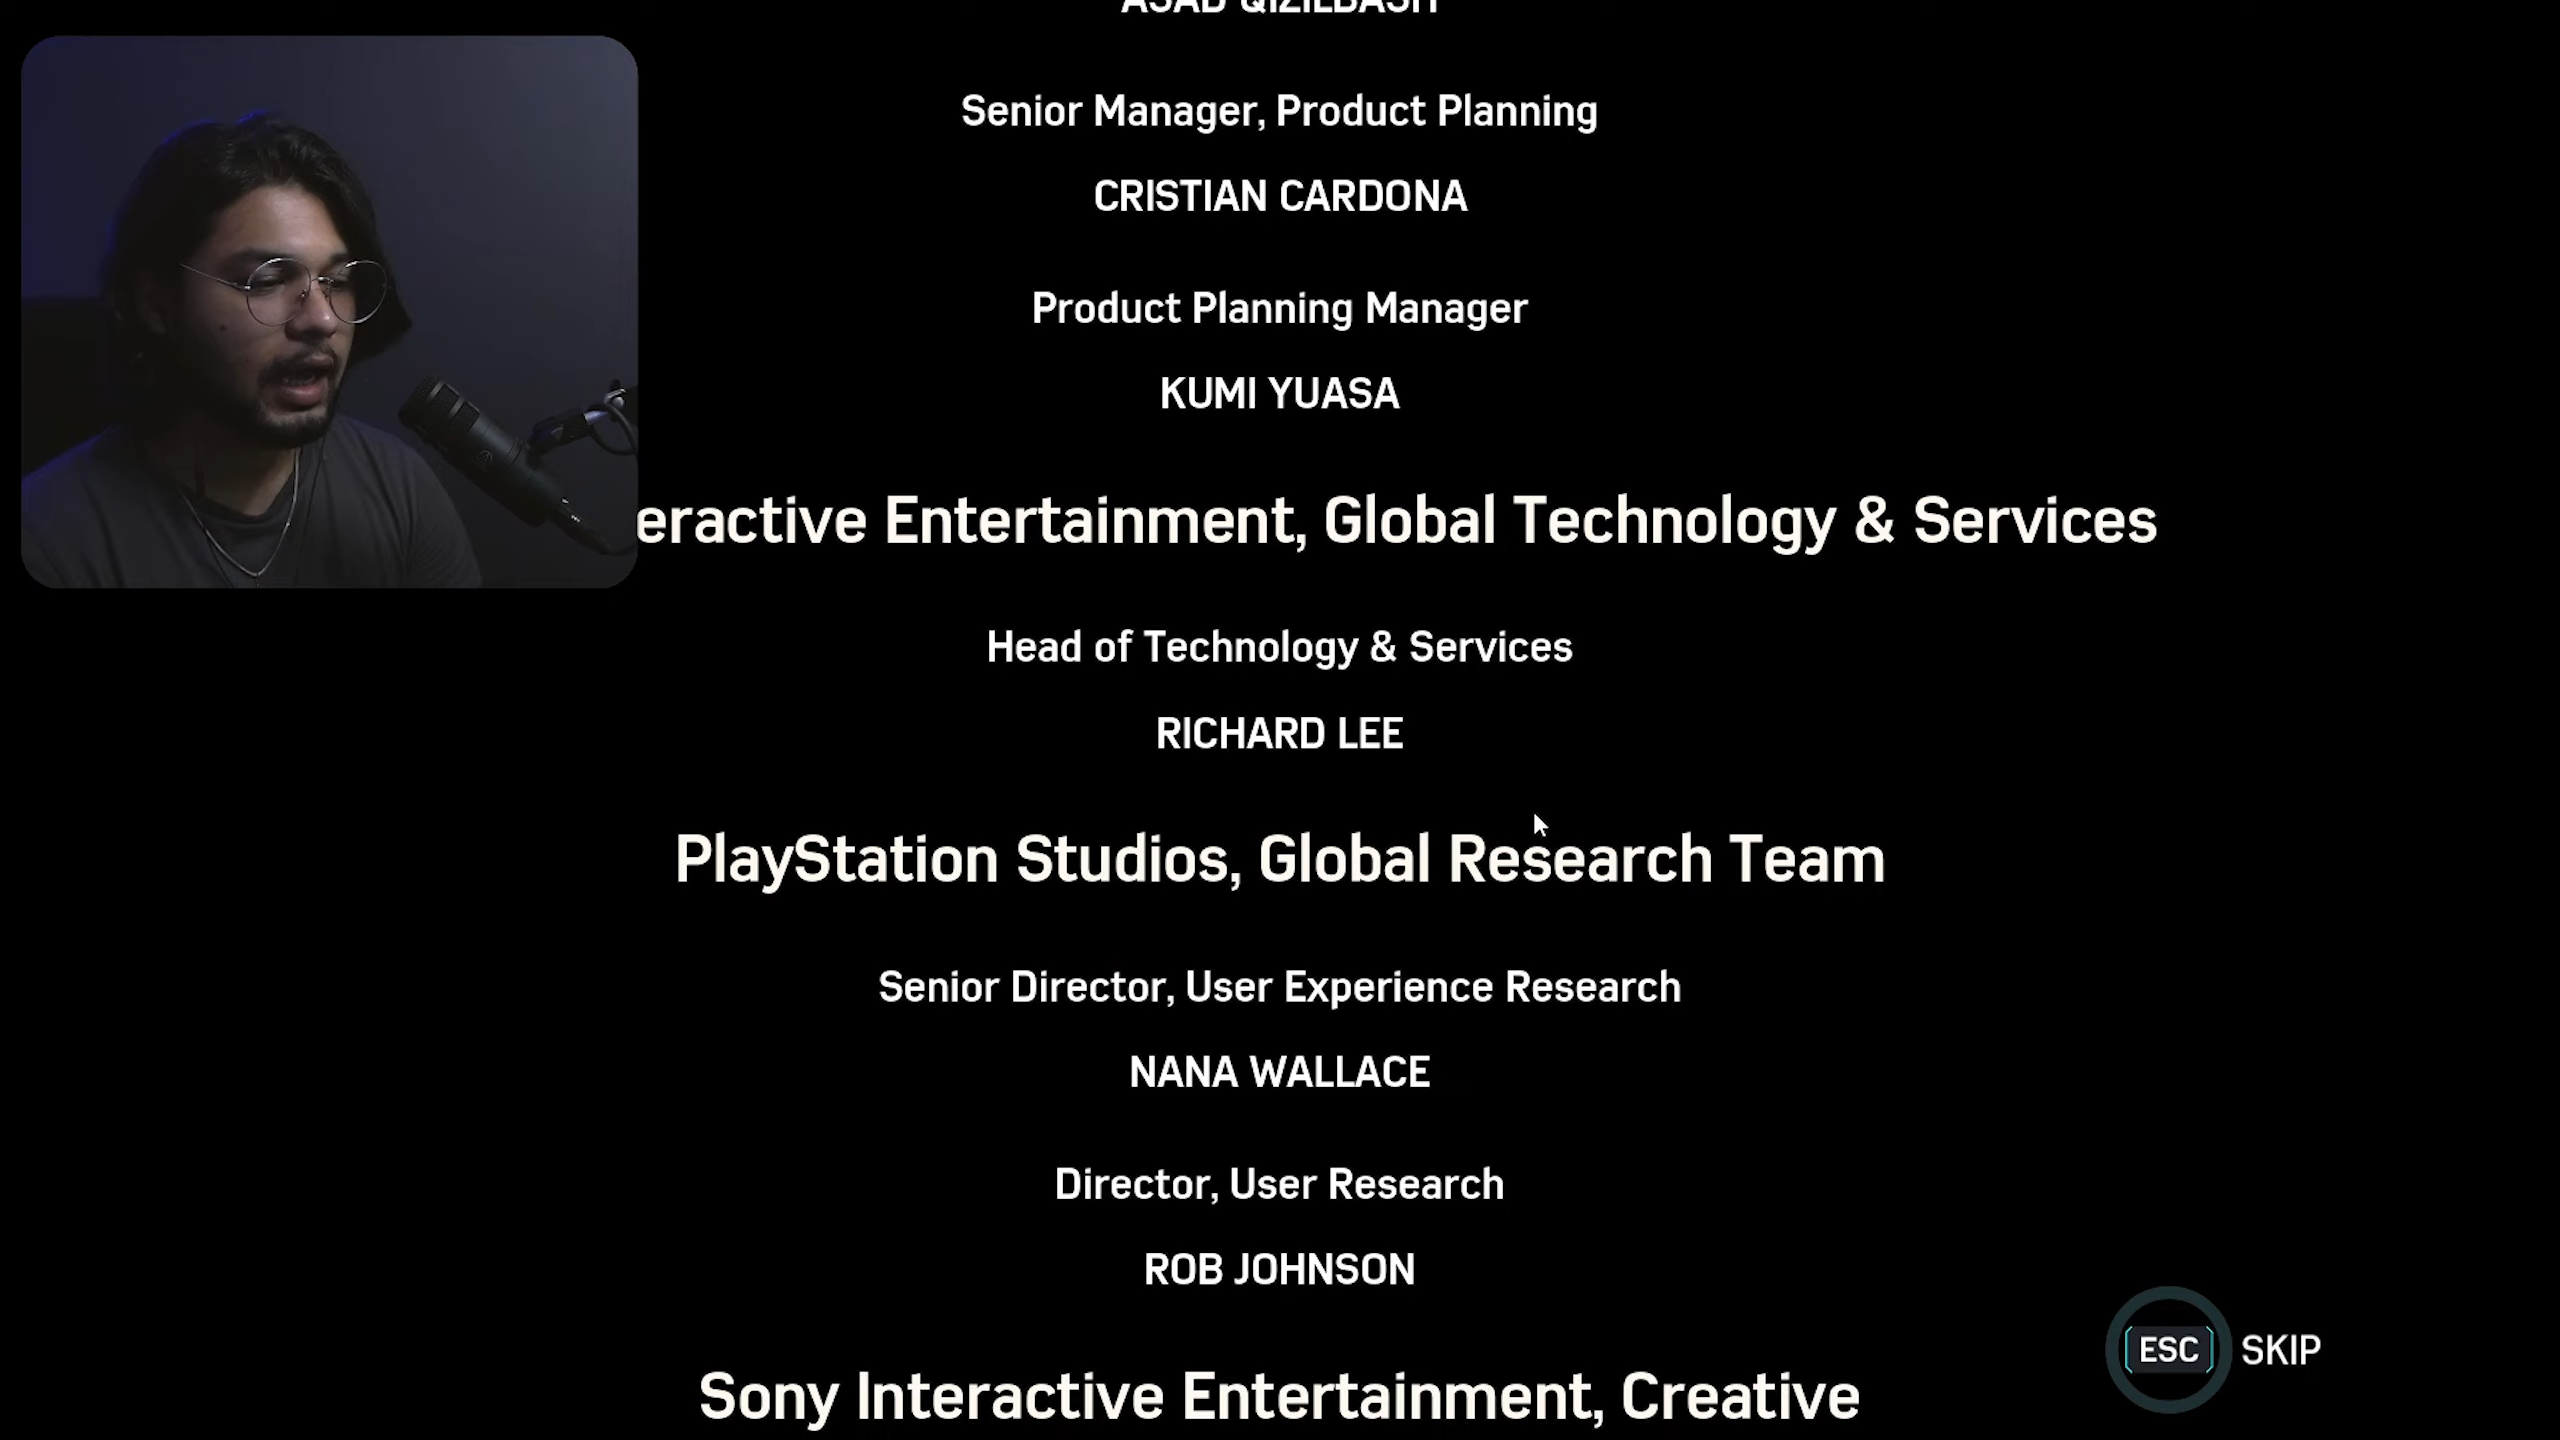 ASAD QIZILBASH
Senior Manager, Product Planning
CRISTIAN CARDONA
Product Planning Manager
KUMI YUASA
eractive Entertainment, Global Technology & Services
Head of Technology & Services
RICHARD LEE
PlayStation Studios, Global Research Team
Senior Director, User Experience Research
NANA WALLACE
Director, User Research
ROB JOHNSON
Sony Interactive Entertainment, Creative
ESC SKIP